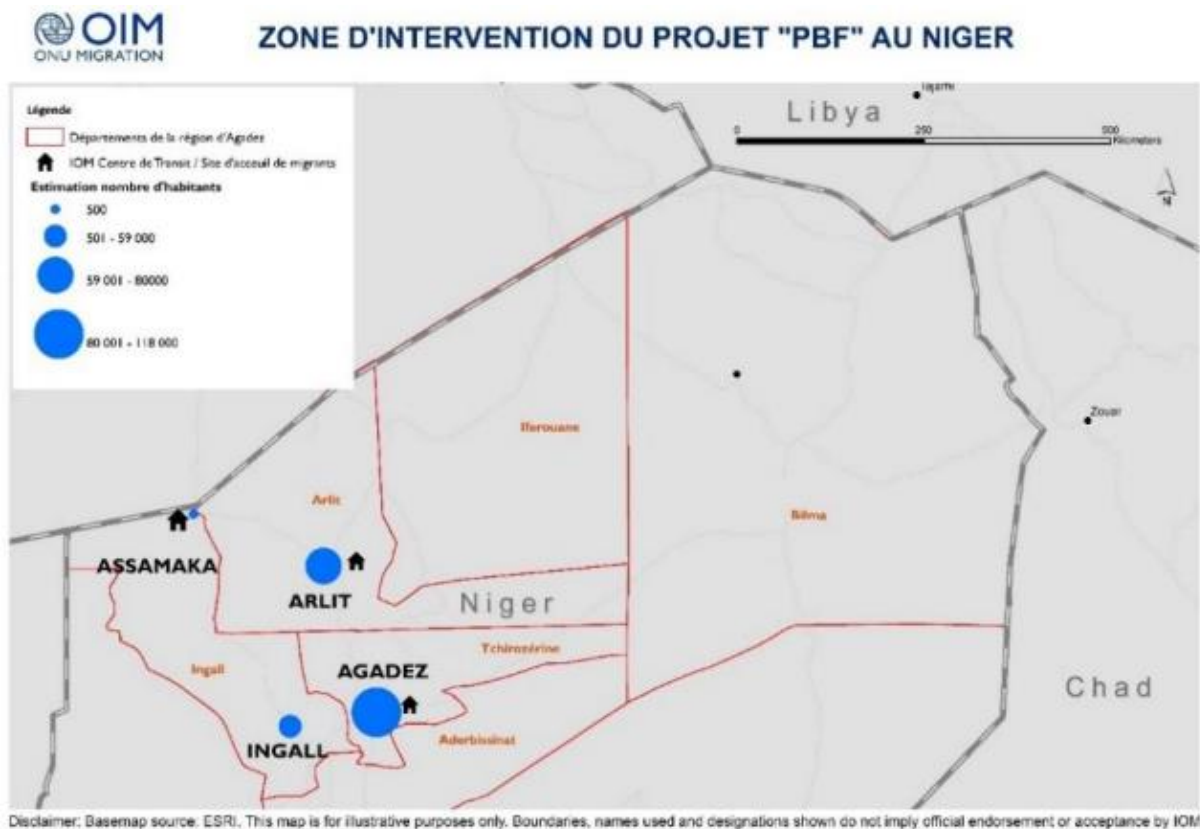 OIM
ONU MIGRATION
ZONE D'INTERVENTION DU PROJET "PBF" AU NIGER
Légende
Départements de la région d'Agadez
IOM Centre de Transit / Site d'acceuil de migrants
Estimation nombre d'habitants
500
501 - 59 000
59 001 - 80000
80 001 - 118 000
Libya
0 250 500
Kilometers
N
Zouar
Iferouane
Arlit
Bilma
ASSAMAKA
ARLIT
Niger
Tchirozérine
Ingall
AGADEZ
Chad
INGALL
Aderbissinat
Disclaimer: Basemap source: ESRI. This map is for illustrative purposes only. Boundaries, names used and designations shown do not imply official endorsement or acceptance by IOM